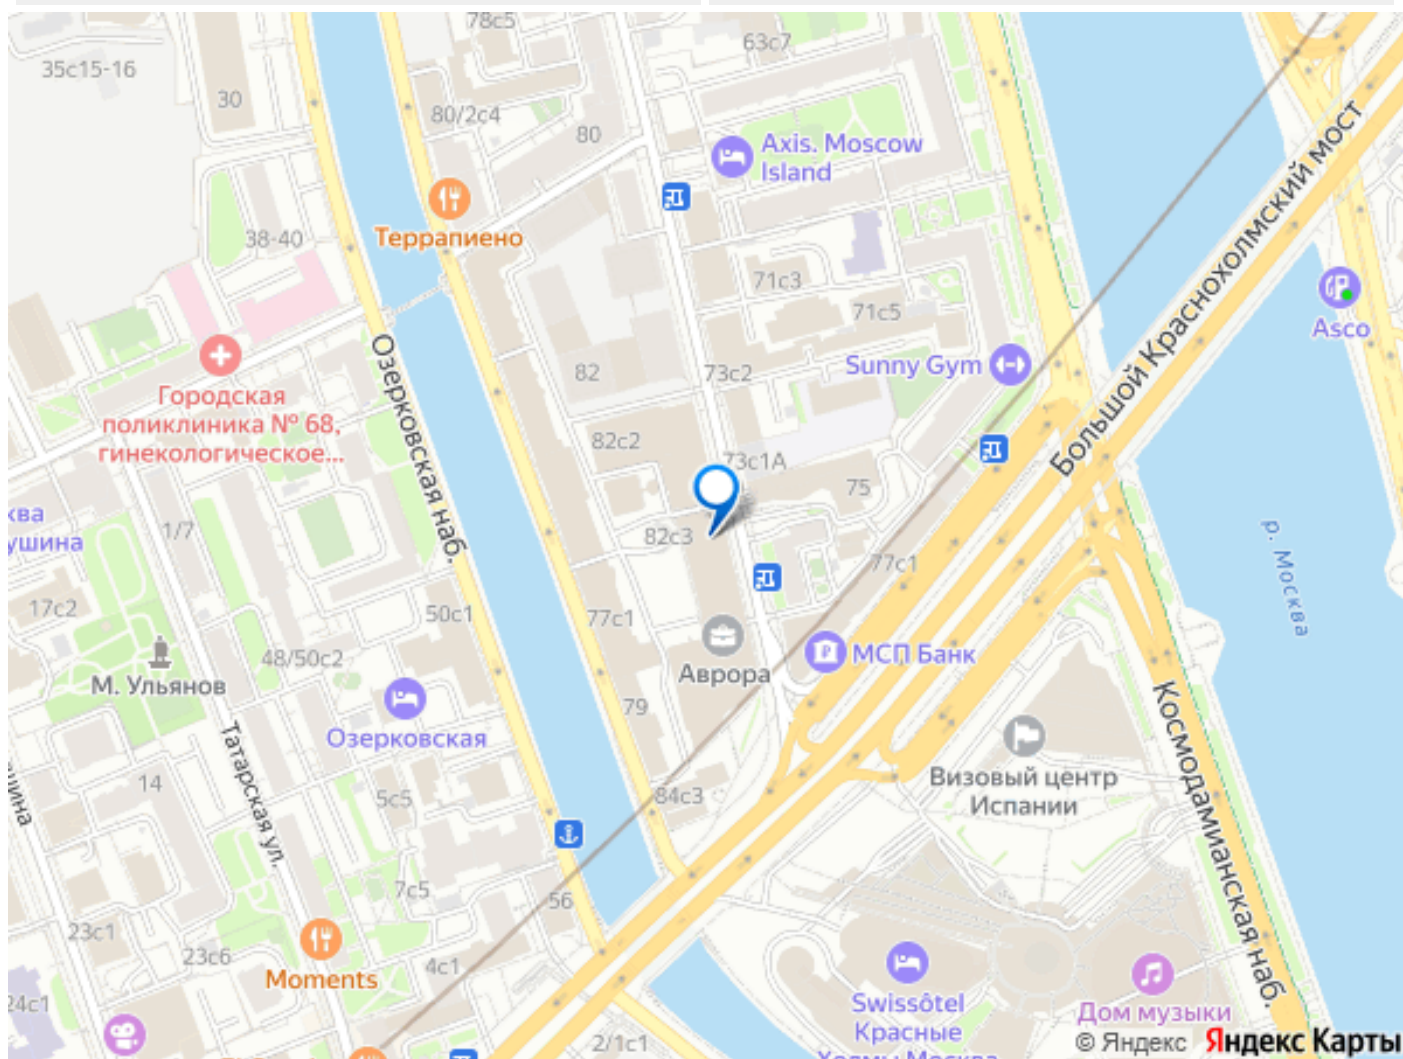 78с5
63с7
35с15-16
30
80/2с4
80
Axis. Moscow
Island
Большой Краснохолмский мост
38-40
Террапиено
71с3
71с5
Asco
Sunny Gym
73с2
82
Озерковская наб.
Городская
поликлиника № 68,
гинекологическое...
82с2
73с1А
75
82с3
77с1
р. Москва
ква
ушина
1/7
17с2
50с1
77с1
48/50с2
М. Ульянов
МСП Банк
Аврора
79
Озерковская
Космодамианская наб.
Татарская ул.
Визовый центр
Испании
14
5с5
84с3
7с5
56
23с1
23с6
4с1
Moments
24с1
Swissôtel
Красные
Холмы Москва
Дом музыки
2/1с1
© Яндекс Яндекс Карты